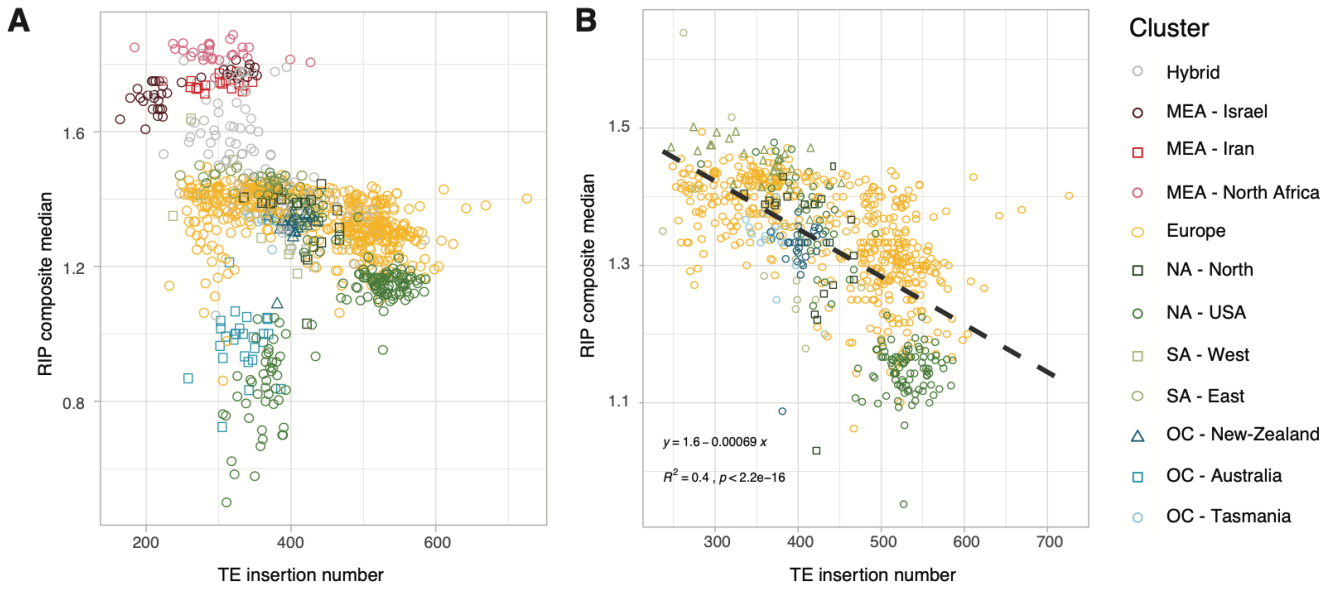 A
RIP composite median
1.6
1.2
0.8
200
400
600
TE insertion number
B
RIP composite median
1.5
1.3
1.1
y = 1.6 − 0.00069 x
R² = 0.4 , p < 2.2e−16
300
400
500
600
700
TE insertion number
Cluster
Hybrid
MEA - Israel
MEA - Iran
MEA - North Africa
Europe
NA - North
NA - USA
SA - West
SA - East
OC - New-Zealand
OC - Australia
OC - Tasmania